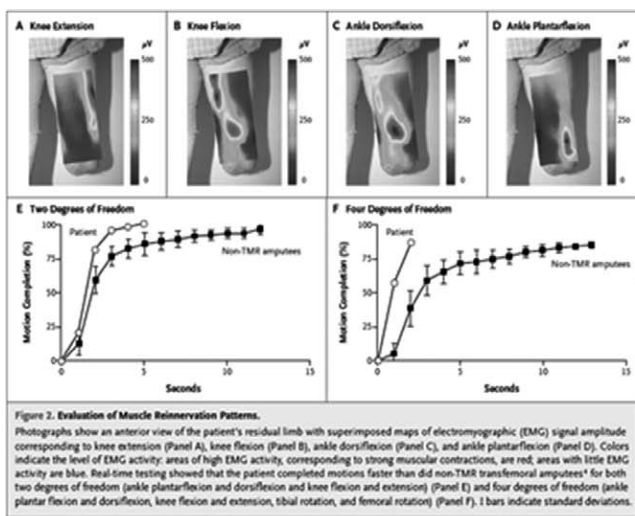 A Knee Extension
B Knee Flexion
C Ankle Dorsiflexion
D Ankle Plantarflexion
μV
500
250
0
μV
500
250
0
μV
500
250
0
μV
500
250
0
E Two Degrees of Freedom
Patient
Non-TMR amputees
Motion Completion (%)
100
75
50
25
0
0 5 10 15
Seconds
F Four Degrees of Freedom
Patient
Non-TMR amputees
Motion Completion (%)
100
75
50
25
0
0 5 10 15
Seconds
Figure 2. Evaluation of Muscle Reinnervation Patterns.
Photographs show an anterior view of the patient's residual limb with superimposed maps of electromyographic (EMG) signal amplitude
corresponding to knee extension (Panel A), knee flexion (Panel B), ankle dorsiflexion (Panel C), and ankle plantarflexion (Panel D). Colors
indicate the level of EMG activity: areas of high EMG activity, corresponding to strong muscular contractions, are red; areas with little EMG
activity are blue. Real-time testing showed that the patient completed motions faster than did non-TMR transfemoral amputees⁴ for both
two degrees of freedom (ankle plantarflexion and dorsiflexion and knee flexion and extension) (Panel E) and four degrees of freedom (ankle
plantar flexion and dorsiflexion, knee flexion and extension, tibial rotation, and femoral rotation) (Panel F). I bars indicate standard deviations.